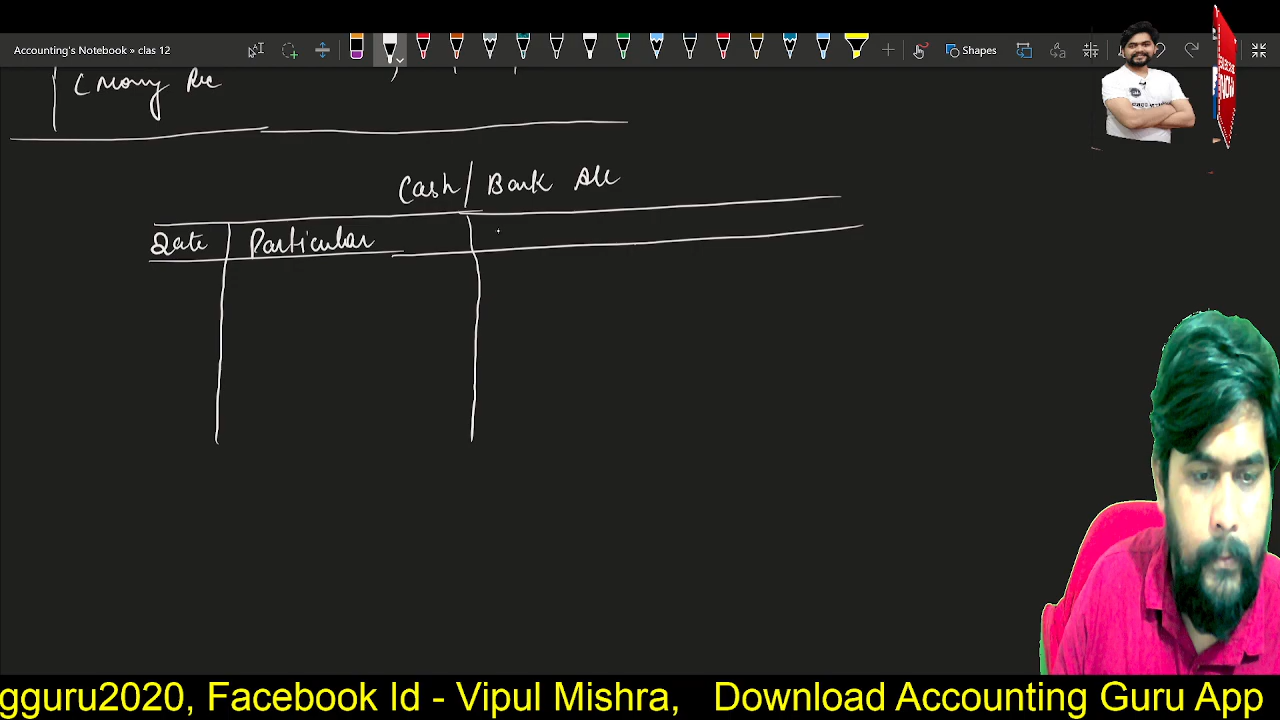 Accounting's Notebook » clas 12
Shapes
( Money Rec
Cash / Bank A/c
Date Particular
gguru2020, Facebook Id - Vipul Mishra, Download Accounting Guru App